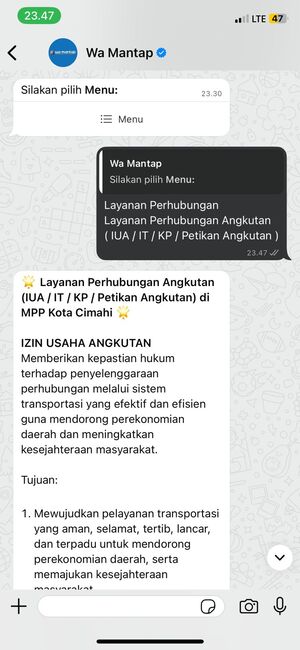 23.47
LTE 47
Wa Mantap
Silakan pilih Menu:
23.30
Menu
Wa Mantap
Silakan pilih Menu:
Layanan Perhubungan
Layanan Perhubungan Angkutan
( IUA / IT / KP / Petikan Angkutan )
23.47
Layanan Perhubungan Angkutan
(IUA / IT / KP / Petikan Angkutan) di
MPP Kota Cimahi
IZIN USAHA ANGKUTAN
Memberikan kepastian hukum
terhadap penyelenggaraan
perhubungan melalui sistem
transportasi yang efektif dan efisien
guna mendorong perekonomian
daerah dan meningkatkan
kesejahteraan masyarakat.
Tujuan:
1. Mewujudkan pelayanan transportasi
yang aman, selamat, tertib, lancar,
dan terpadu untuk mendorong
perekonomian daerah, serta
memajukan kesejahteraan
masyarakat